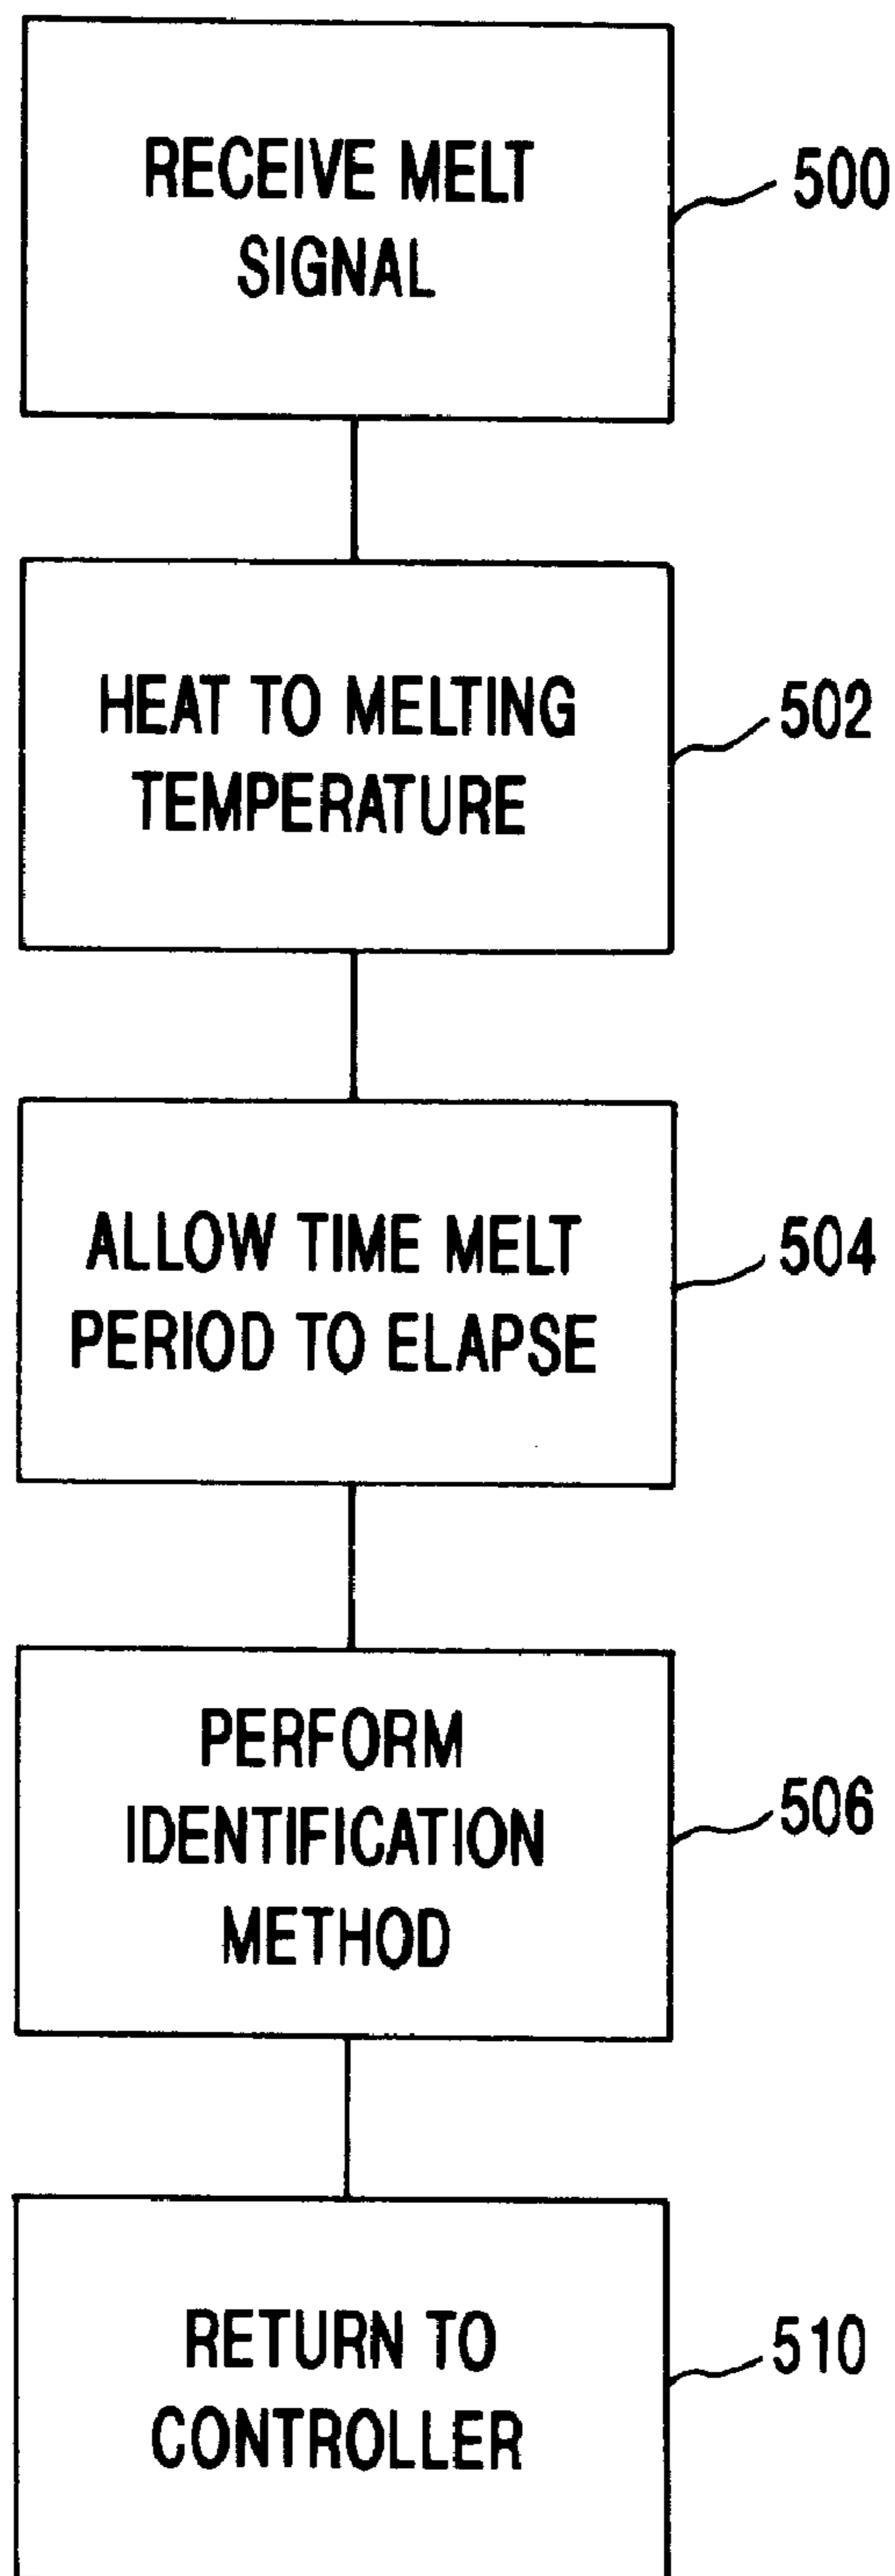 RECEIVE MELT
SIGNAL
500
HEAT TO MELTING
TEMPERATURE
502
ALLOW TIME MELT
PERIOD TO ELAPSE
504
PERFORM
IDENTIFICATION
METHOD
506
RETURN TO
CONTROLLER
510